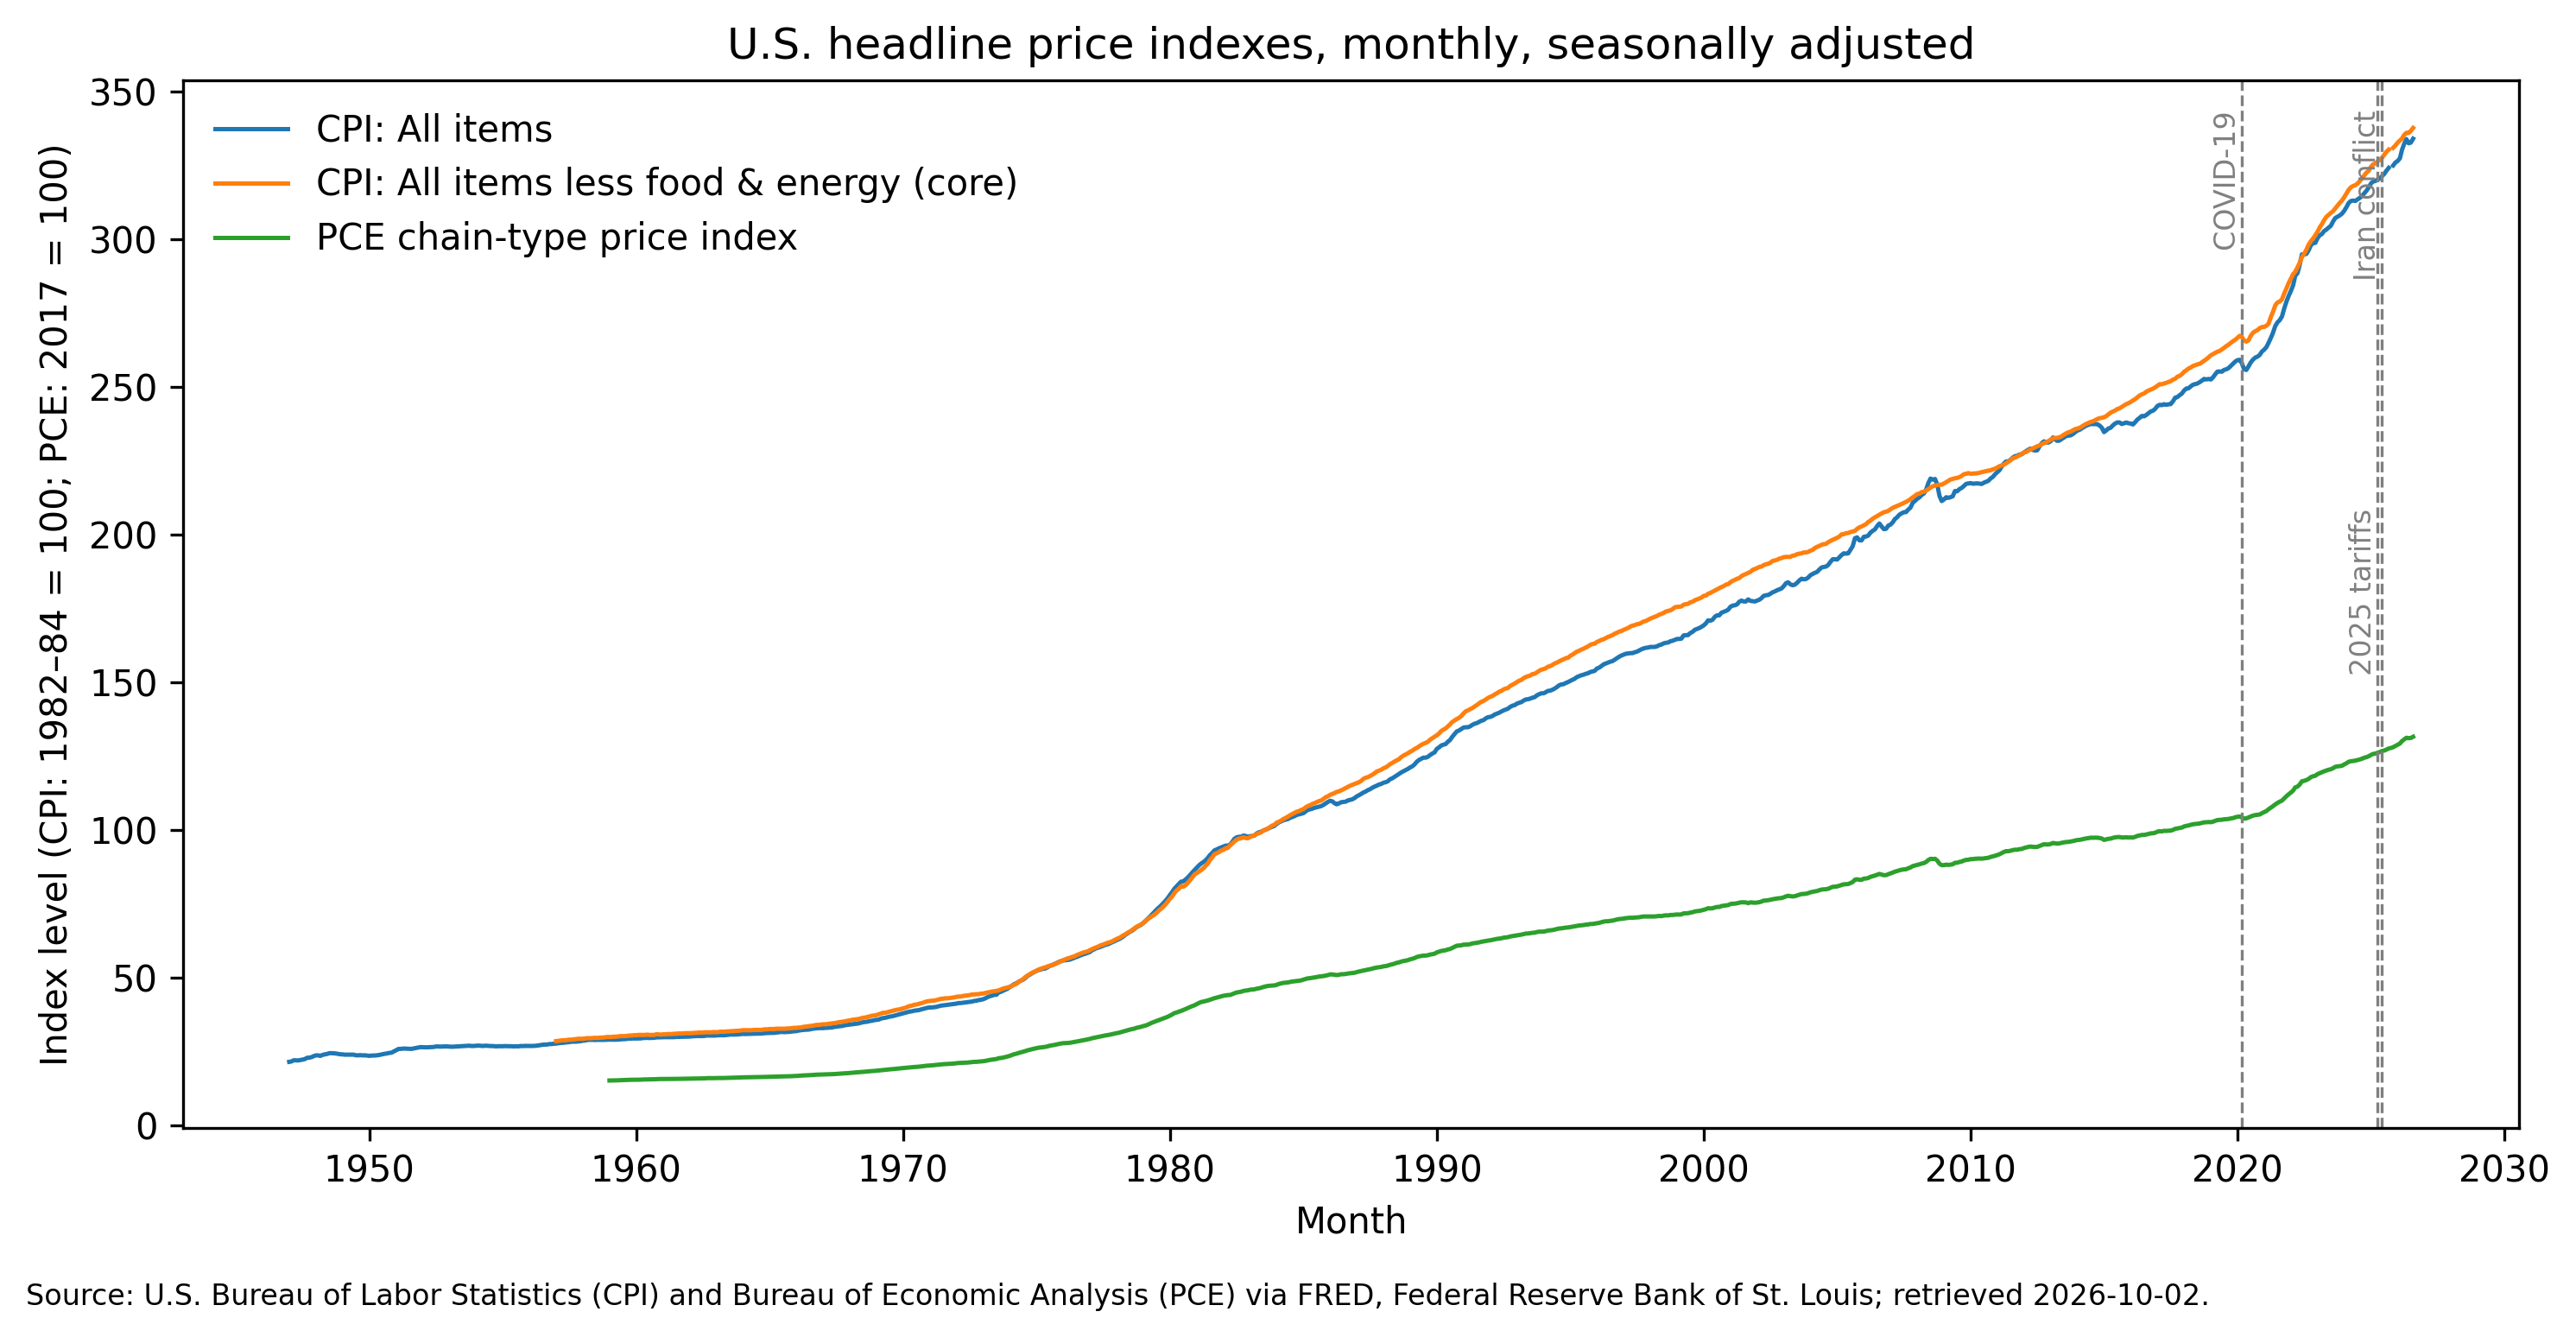 U.S. headline price indexes, monthly, seasonally adjusted
Index level (CPI: 1982–84 = 100; PCE: 2017 = 100)
350
300
250
200
150
100
50
0
CPI: All items
CPI: All items less food & energy (core)
PCE chain-type price index
COVID-19
Iran conflict
2025 tariffs
1950
1960
1970
1980
1990
2000
2010
2020
2030
Month
Source: U.S. Bureau of Labor Statistics (CPI) and Bureau of Economic Analysis (PCE) via FRED, Federal Reserve Bank of St. Louis; retrieved 2026-10-02.